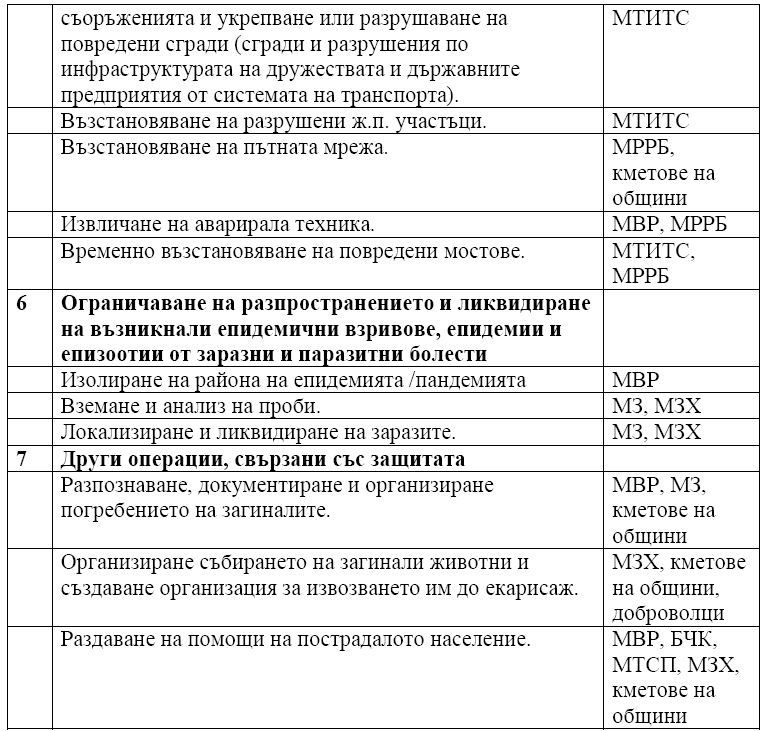 съоръженията и укрепване или разрушаване на МТИТС
повредени сгради (сгради и разрушения по
инфраструктурата на дружествата и държавните
предприятия от системата на транспорта).
Възстановяване на разрушени ж.п. участъци. МТИТС
Възстановяване на пътната мрежа. МРРБ,
кметове на
общини
Извличане на аварирала техника. МВР, МРРБ
Временно възстановяване на повредени мостове. МТИТС,
МРРБ
6 Ограничаване на разпространението и ликвидиране
на възникнали епидемични взривове, епидемии и
епизоотии от заразни и паразитни болести
Изолиране на района на епидемията /пандемията МВР
Вземане и анализ на проби. МЗ, МЗХ
Локализиране и ликвидиране на заразите. МЗ, МЗХ
7 Други операции, свързани със защитата
Разпознаване, документиране и организиране МВР, МЗ,
погребението на загиналите. кметове на
общини
Организиране събирането на загинали животни и МЗХ, кметове
създаване организация за извозването им до екарисаж. на общини,
доброволци
Раздаване на помощи на пострадалото население. МВР, БЧК,
МТСП, МЗХ,
кметове на
общини